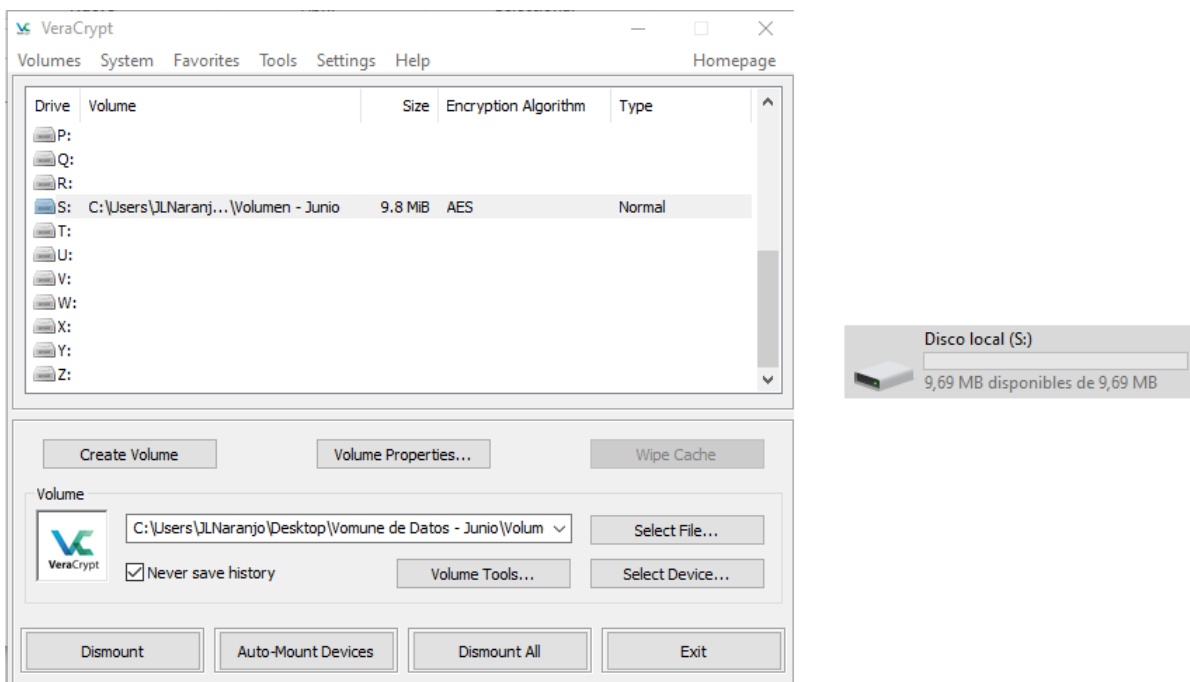 VeraCrypt
Volumes System Favorites Tools Settings Help Homepage
Drive Volume Size Encryption Algorithm Type
P:
Q:
R:
S: C:\Users\JLNaranj...\Volumen - Junio 9.8 MiB AES Normal
T:
U:
V:
W:
X:
Y:
Z:
Disco local (S:)
9,69 MB disponibles de 9,69 MB
Create Volume Volume Properties... Wipe Cache
Volume
C:\Users\JLNaranjo\Desktop\Vomune de Datos - Junio\Volum
Select File...
VeraCrypt
Never save history
Volume Tools... Select Device...
Dismount Auto-Mount Devices Dismount All Exit